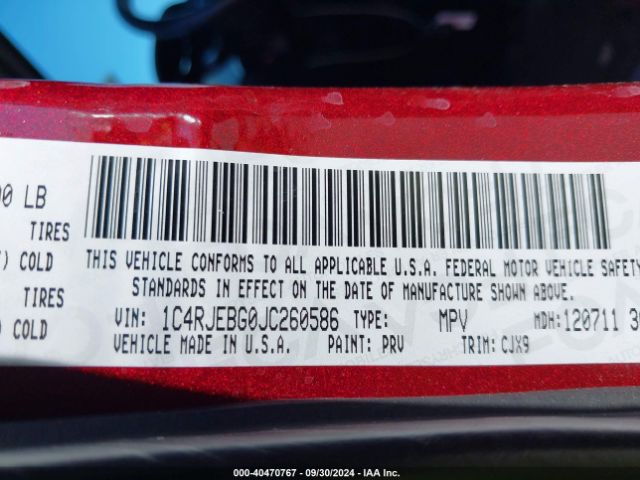 00 LB
TIRES
) COLD
) COLD
THIS VEHICLE CONFORMS TO ALL APPLICABLE U.S.A. FEDERAL MOTOR VEHICLE SAFETY
STANDARDS IN EFFECT ON THE DATE OF MANUFACTURE SHOWN ABOVE.
VIN: 1C4RJEBG0JC260586 TYPE: MPV MDH:120711
VEHICLE MADE IN U.S.A. PAINT: PRV TRIM: CJX9
000-40470767 - 09/30/2024 - IAA Inc.